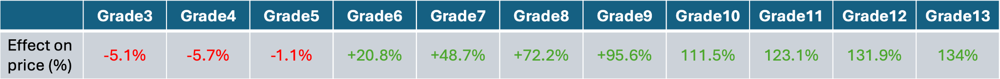 Grade3 Grade4 Grade5 Grade6 Grade7 Grade8 Grade9 Grade10 Grade11 Grade12 Grade13
Effect on
price (%) -5.1% -5.7% -1.1% +20.8% +48.7% +72.2% +95.6% 111.5% 123.1% 131.9% 134%